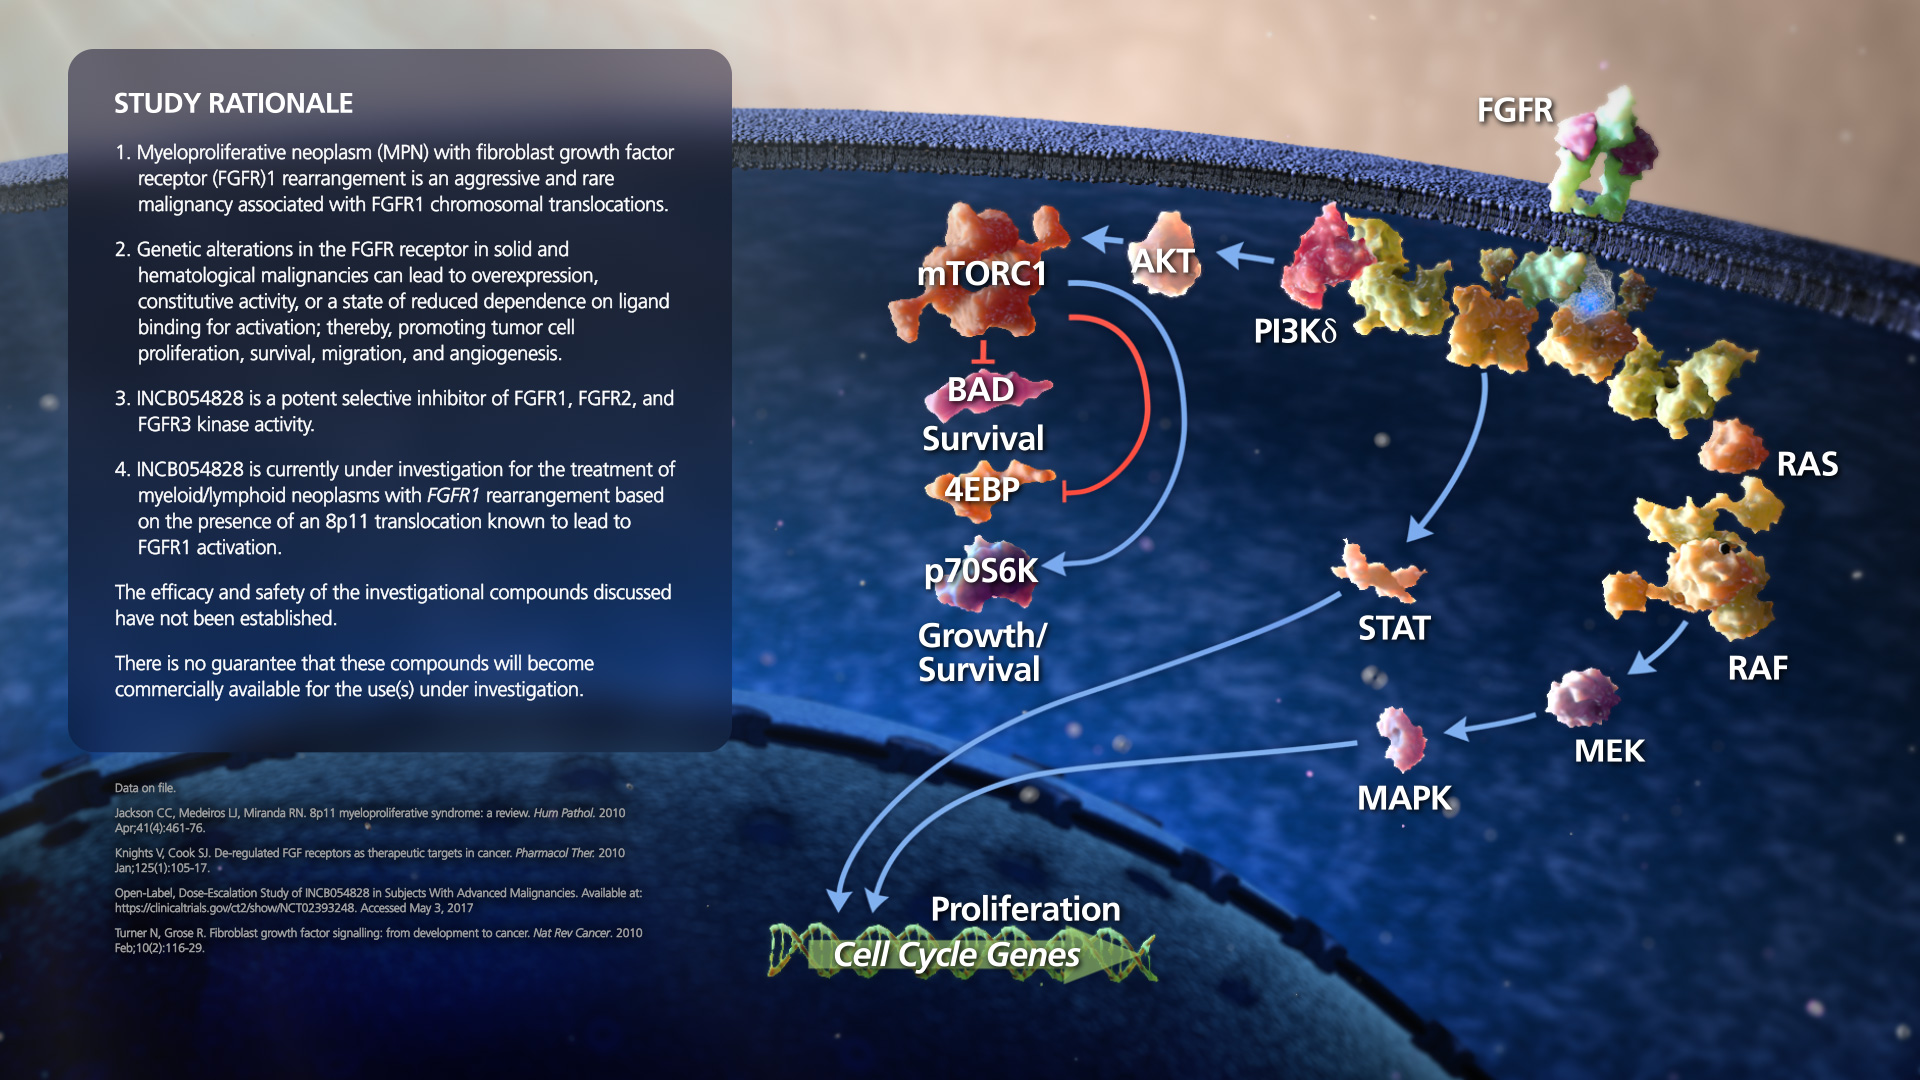 STUDY RATIONALE
1. Myeloproliferative neoplasm (MPN) with fibroblast growth factor
receptor (FGFR)1 rearrangement is an aggressive and rare
malignancy associated with FGFR1 chromosomal translocations.
2. Genetic alterations in the FGFR receptor in solid and
hematological malignancies can lead to overexpression,
constitutive activity, or a state of reduced dependence on ligand
binding for activation; thereby, promoting tumor cell
proliferation, survival, migration, and angiogenesis.
3. INCB054828 is a potent selective inhibitor of FGFR1, FGFR2, and
FGFR3 kinase activity.
4. INCB054828 is currently under investigation for the treatment of
myeloid/lymphoid neoplasms with FGFR1 rearrangement based
on the presence of an 8p11 translocation known to lead to
FGFR1 activation.
The efficacy and safety of the investigational compounds discussed
have not been established.
There is no guarantee that these compounds will become
commercially available for the use(s) under investigation.
Data on file.
Jackson CC, Medeiros LJ, Miranda RN. 8p11 myeloproliferative syndrome: a review. Hum Pathol. 2010
Apr;41(4):461-76.
Knights V, Cook SJ. De-regulated FGF receptors as therapeutic targets in cancer. Pharmacol Ther. 2010
Jan;125(1):105-17.
Open-Label, Dose-Escalation Study of INCB054828 in Subjects With Advanced Malignancies. Available at:
https://clinicaltrials.gov/ct2/show/NCT02393248. Accessed May 3, 2017
Turner N, Grose R. Fibroblast growth factor signalling: from development to cancer. Nat Rev Cancer. 2010
Feb;10(2):116-29.
FGFR
mTORC1
AKT
PI3Kδ
BAD
Survival
4EBP
p70S6K
Growth/
Survival
RAS
RAF
STAT
MEK
MAPK
Proliferation
Cell Cycle Genes